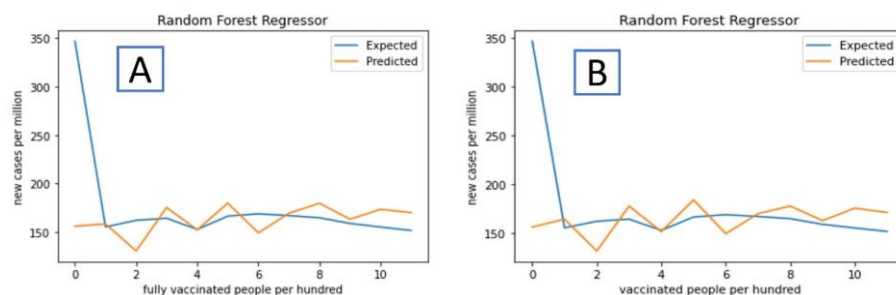 Random Forest Regressor
A
Expected
Predicted
new cases per million
350
300
250
200
150
0 2 4 6 8 10
fully vaccinated people per hundred
Random Forest Regressor
B
Expected
Predicted
new cases per million
350
300
250
200
150
0 2 4 6 8 10
vaccinated people per hundred